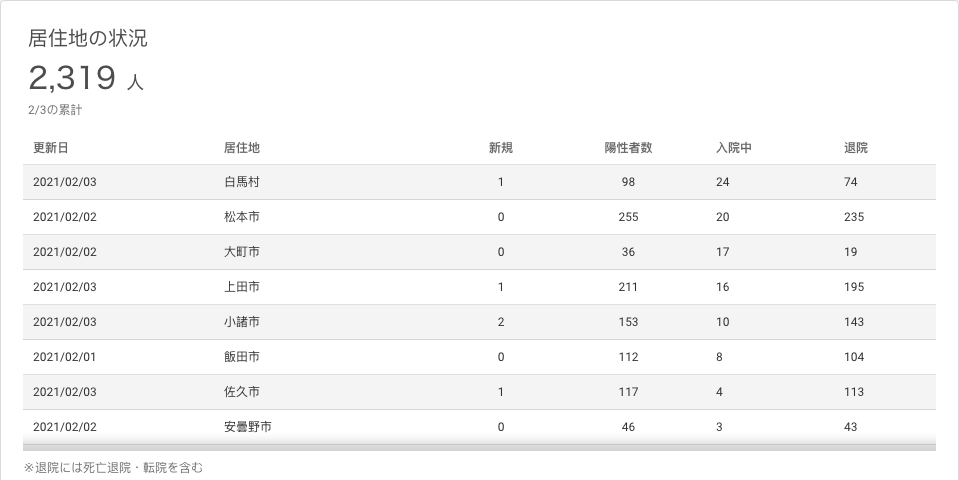 居住地の状況
2,319 人
2/3の累計
更新日 居住地 新規 陽性者数 入院中 退院
2021/02/03 白馬村 1 98 24 74
2021/02/02 松本市 0 255 20 235
2021/02/02 大町市 0 36 17 19
2021/02/03 上田市 1 211 16 195
2021/02/03 小諸市 2 153 10 143
2021/02/01 飯田市 0 112 8 104
2021/02/03 佐久市 1 117 4 113
2021/02/02 安曇野市 0 46 3 43
※退院には死亡退院・転院を含む